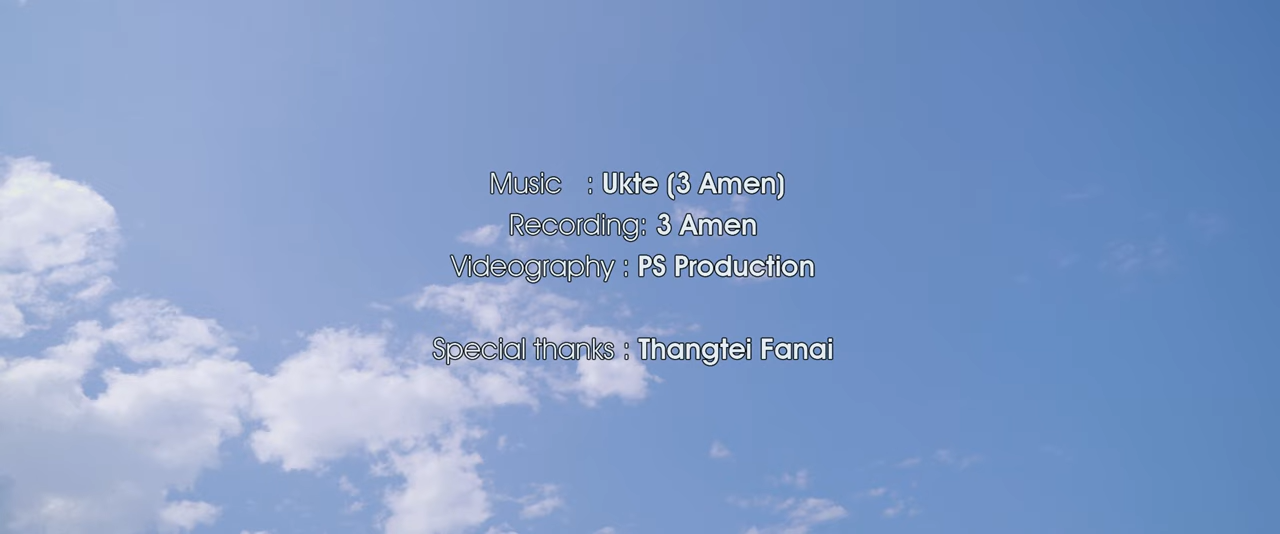 Music : Ukte (3 Amen)
Recording: 3 Amen
Videography : PS Production
Special thanks : Thangtei Fanai